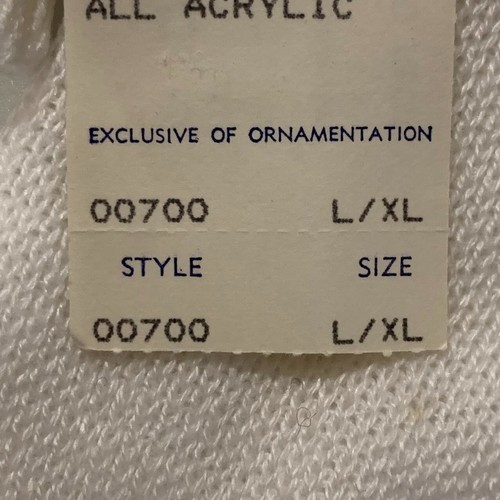 ALL ACRYLIC
EXCLUSIVE OF ORNAMENTATION
00700 L/XL
STYLE SIZE
00700 L/XL